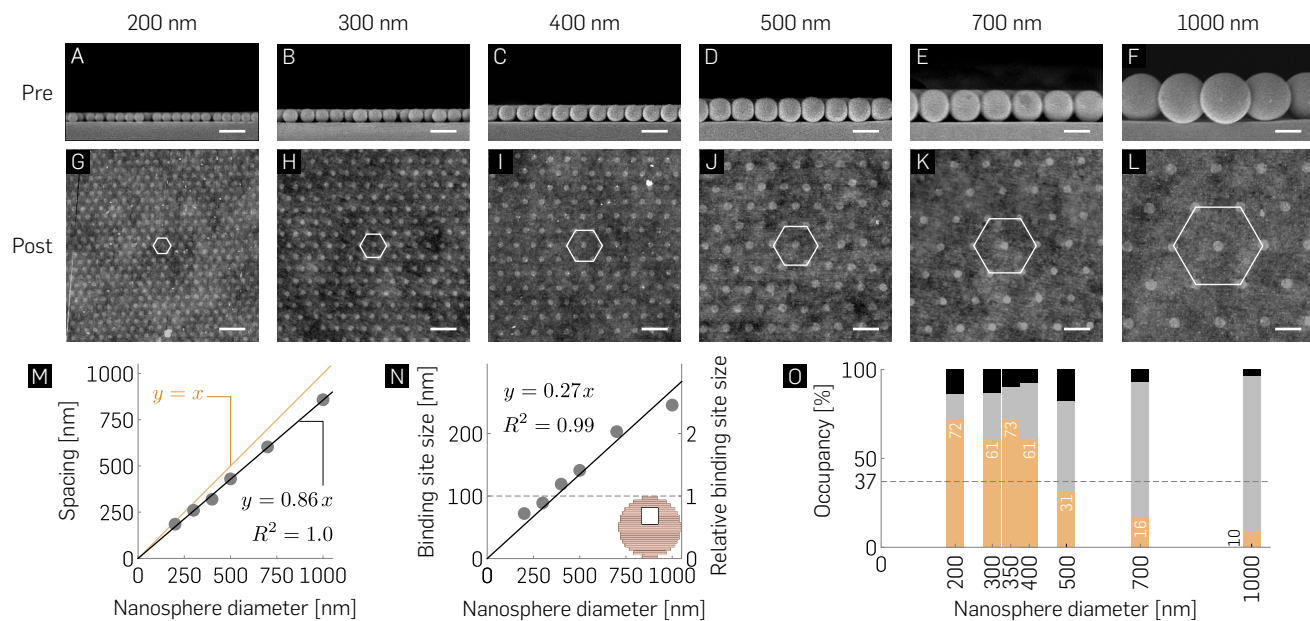 200 nm
300 nm
400 nm
500 nm
700 nm
1000 nm
Pre
A
B
C
D
E
F
Post
G
H
I
J
K
L
M
Spacing [nm]
1000
750
500
250
0
y = x
y = 0.86x
R² = 1.0
0
250
500
750
1000
Nanosphere diameter [nm]
N
Binding site size [nm]
200
100
0
y = 0.27x
R² = 0.99
2
1
0
Relative binding site size
0
250
500
750
1000
Nanosphere diameter [nm]
O
Occupancy [%]
100
50
37
0
72
61
73
61
31
16
10
0
200
300
350
400
500
700
1000
Nanosphere diameter [nm]